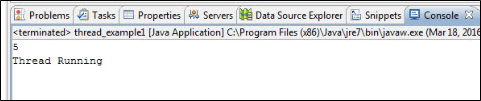 Problems Tasks Properties Servers Data Source Explorer Snippets Console
<terminated> thread_example1 [Java Application] C:\Program Files (x86)\Java\jre7\bin\javaw.exe (Mar 18, 2016
5
Thread Running